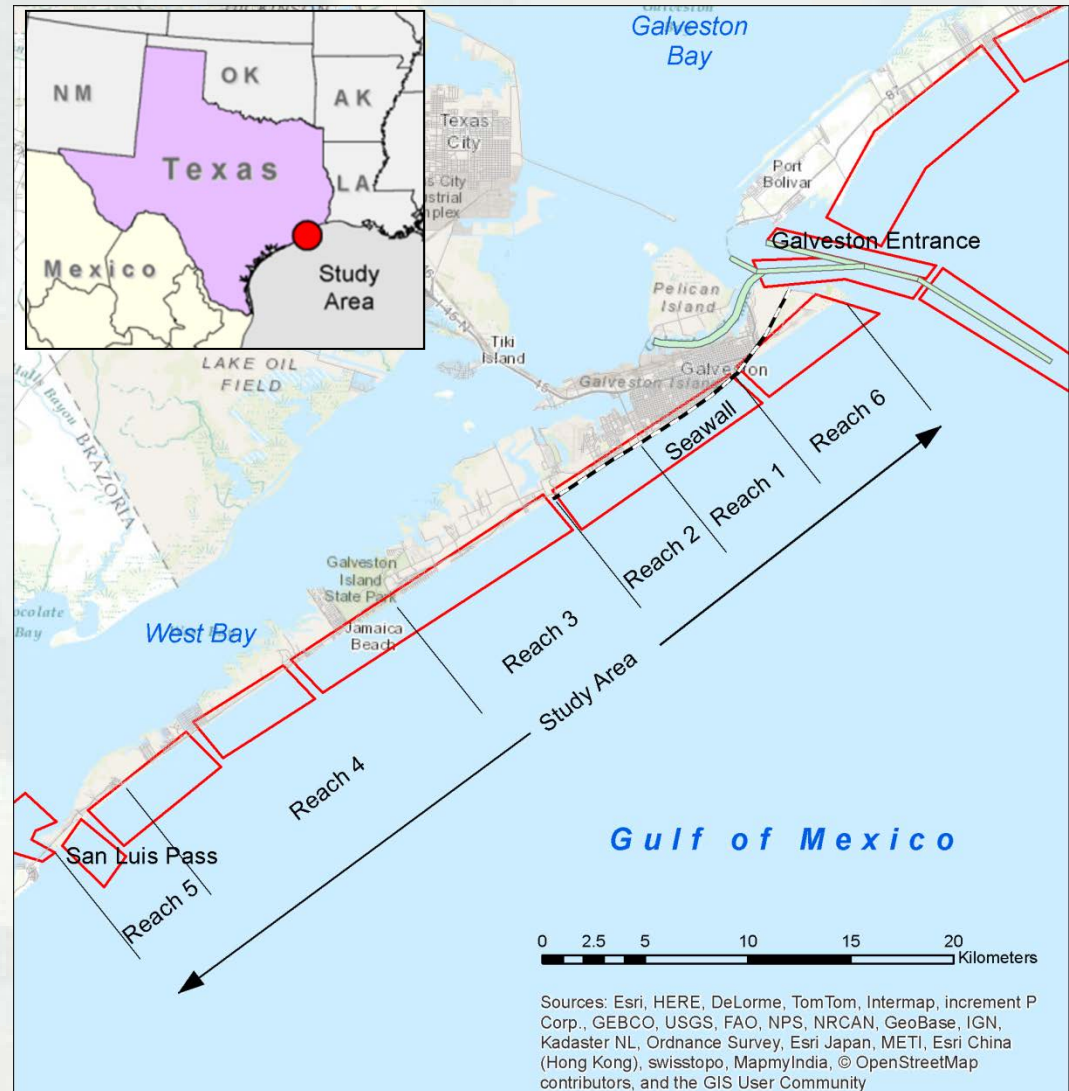 NM
OK
AK
Texas
LA
Mexico
Study
Area
Galveston
Bay
Texas
City
87
Port
Bolivar
Galveston Entrance
Pelican
Island
Tiki
Island
45
LAKE OIL
FIELD
Galveston
Galveston Island
Seawall
Reach 6
Reach 1
Reach 2
BRAZORIA
Galveston
Island
State Park
Jamaica
Beach
West Bay
Reach 3
Study Area
Reach 4
San Luis Pass
Reach 5
Gulf of Mexico
0 2.5 5 10 15 20
Kilometers
Sources: Esri, HERE, DeLorme, TomTom, Intermap, increment P
Corp., GEBCO, USGS, FAO, NPS, NRCAN, GeoBase, IGN,
Kadaster NL, Ordnance Survey, Esri Japan, METI, Esri China
(Hong Kong), swisstopo, MapmyIndia, © OpenStreetMap
contributors, and the GIS User Community